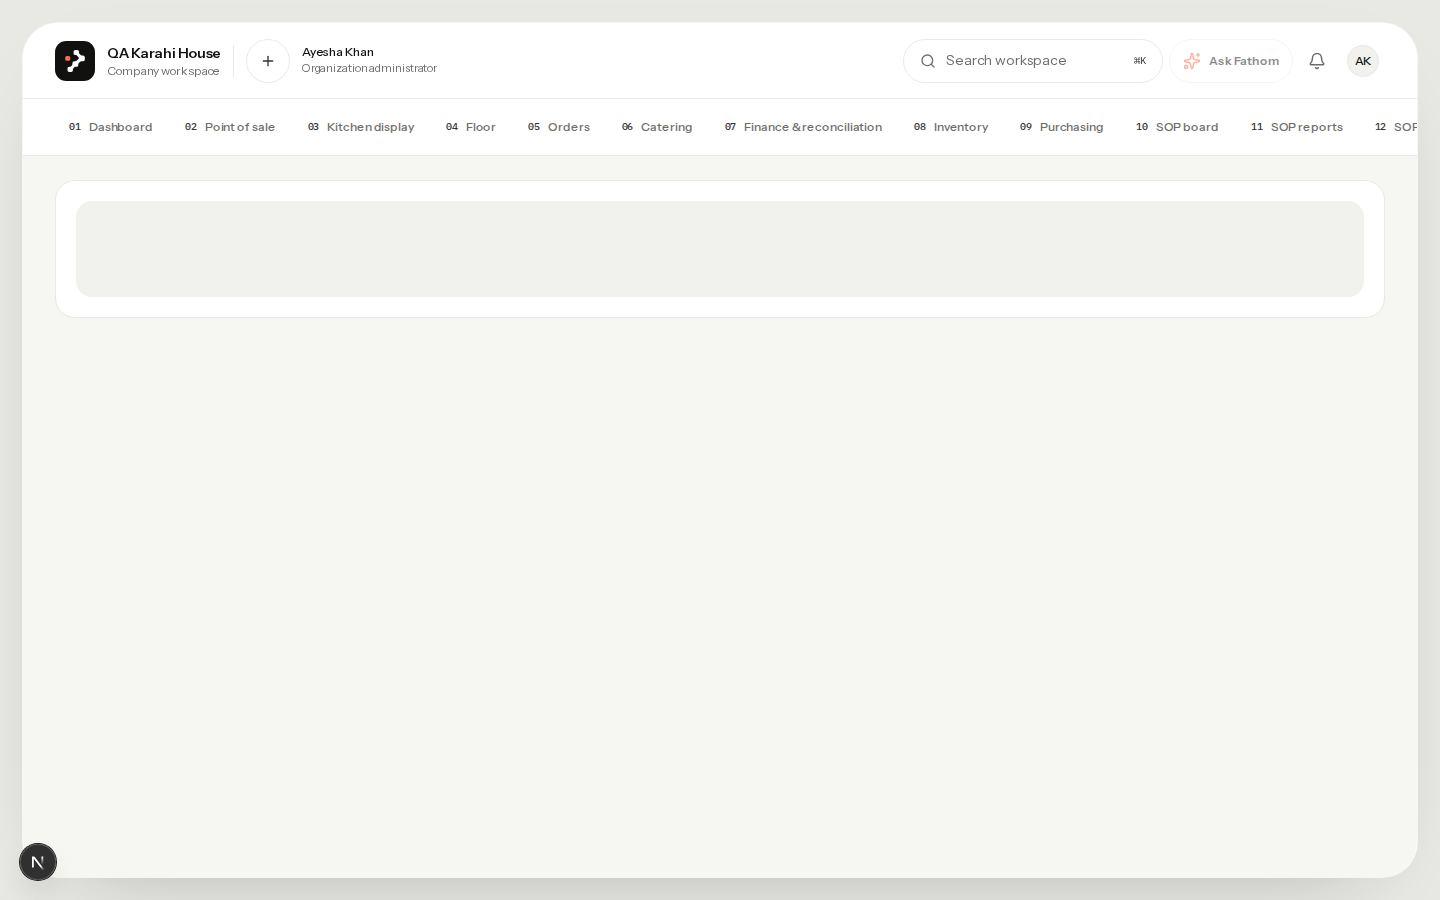 QA Karahi House
Company workspace
Ayesha Khan
Organization administrator
Search workspace ⌘K
Ask Fathom
AK
01 Dashboard 02 Point of sale 03 Kitchen display 04 Floor 05 Orders 06 Catering 07 Finance & reconciliation 08 Inventory 09 Purchasing 10 SOP board 11 SOP reports 12 SOP
N